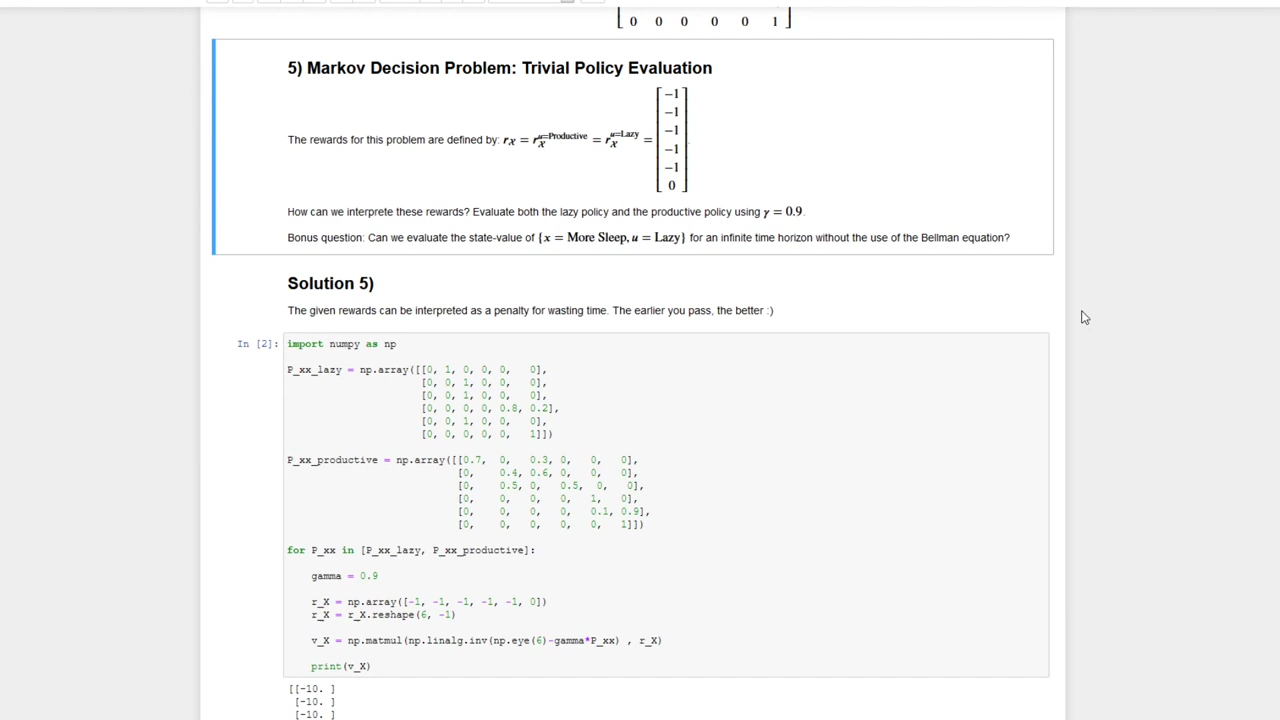 0 0 0 0 0 1
5) Markov Decision Problem: Trivial Policy Evaluation
-1
-1
-1
The rewards for this problem are defined by: r_X = r_X^{u=Productive} = r_X^{u=Lazy} =
-1
-1
0
How can we interpret these rewards? Evaluate both the lazy policy and the productive policy using γ = 0.9.
Bonus question: Can we evaluate the state-value of {x = More Sleep, u = Lazy} for an infinite time horizon without the use of the Bellman equation?
Solution 5)
The given rewards can be interpreted as a penalty for wasting time. The earlier you pass, the better :)
In [2]: import numpy as np
P_xx_lazy = np.array([[0, 1, 0, 0, 0, 0],
[0, 0, 1, 0, 0, 0],
[0, 0, 1, 0, 0, 0],
[0, 0, 0, 0, 0.8, 0.2],
[0, 0, 1, 0, 0, 0],
[0, 0, 0, 0, 0, 1]])
P_xx_productive = np.array([[0.7, 0, 0.3, 0, 0, 0],
[0, 0.4, 0.6, 0, 0, 0],
[0, 0.5, 0, 0.5, 0, 0],
[0, 0, 0, 0, 1, 0],
[0, 0, 0, 0, 0.1, 0.9],
[0, 0, 0, 0, 0, 1]])
for P_xx in [P_xx_lazy, P_xx_productive]:
gamma = 0.9
r_X = np.array([-1, -1, -1, -1, -1, 0])
r_X = r_X.reshape(6, -1)
v_X = np.matmul(np.linalg.inv(np.eye(6)-gamma*P_xx) , r_X)
print(v_X)
[[-10. ]
[-10. ]
[-10. ]